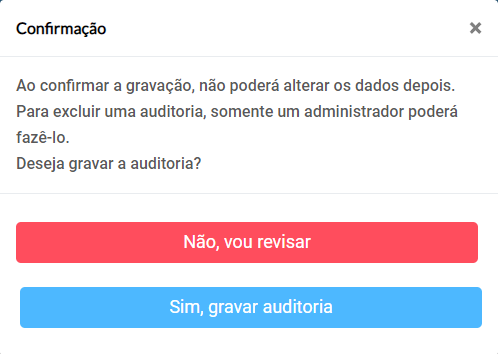 Confirmação
×
Ao confirmar a gravação, não poderá alterar os dados depois.
Para excluir uma auditoria, somente um administrador poderá
fazê-lo.
Deseja gravar a auditoria?
Não, vou revisar
Sim, gravar auditoria